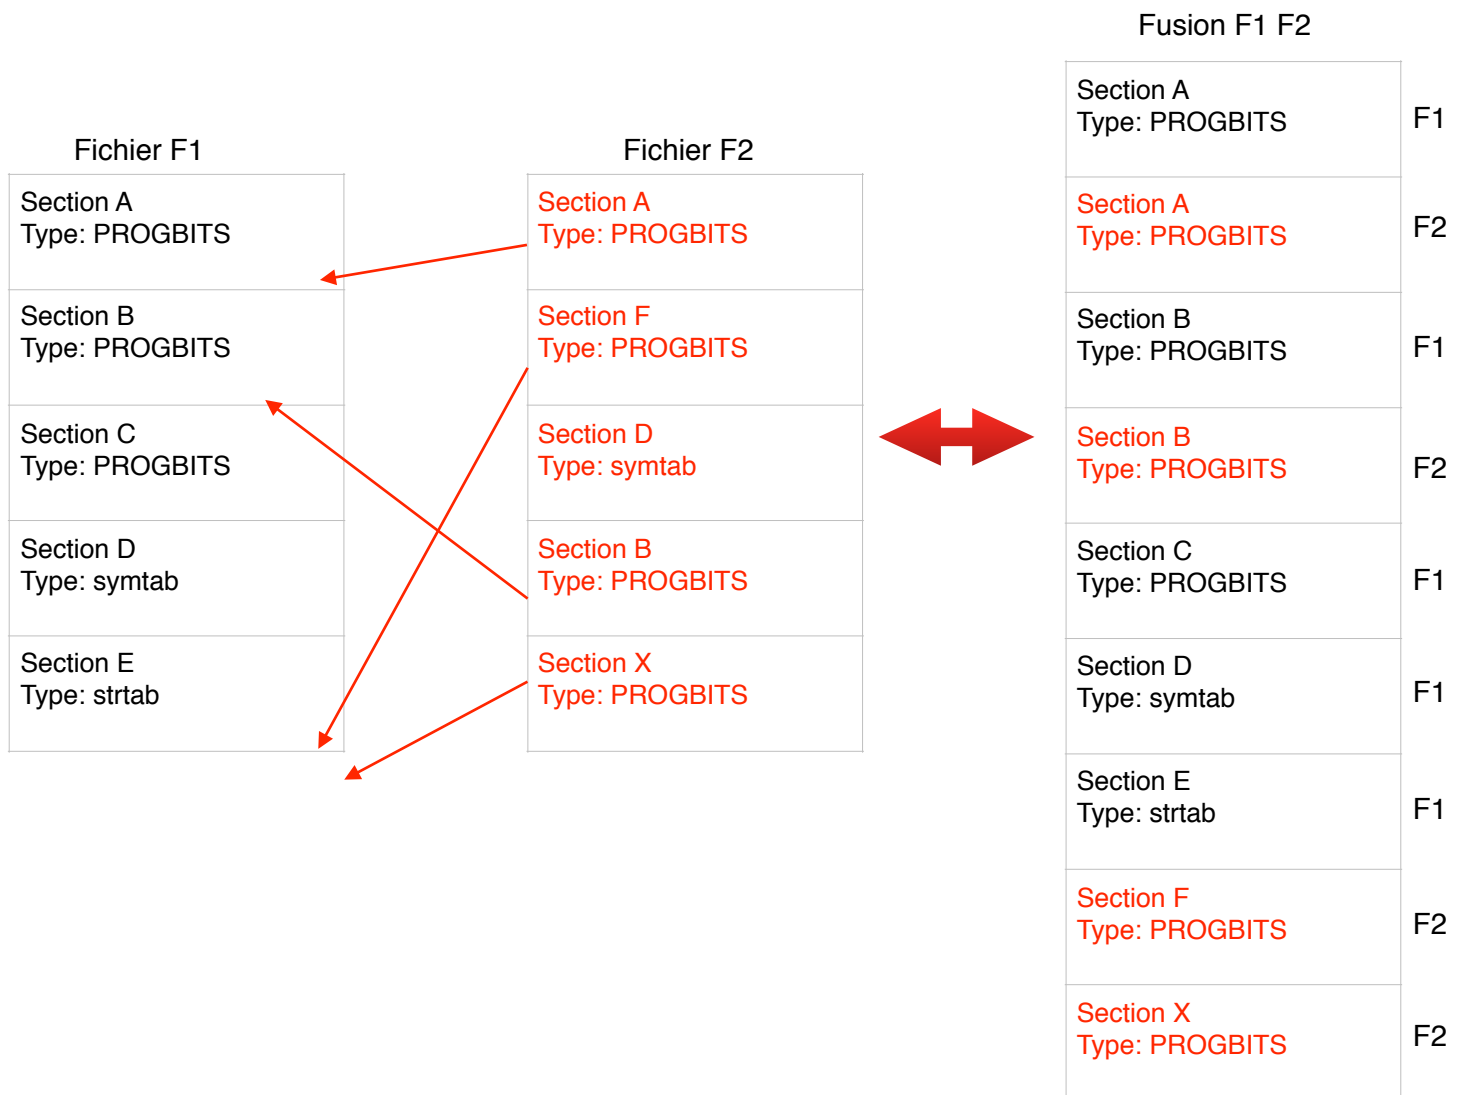 Fichier F1
Section A
Type: PROGBITS
Section B
Type: PROGBITS
Section C
Type: PROGBITS
Section D
Type: symtab
Section E
Type: strtab
Fichier F2
Section A
Type: PROGBITS
Section F
Type: PROGBITS
Section D
Type: symtab
Section B
Type: PROGBITS
Section X
Type: PROGBITS
Fusion F1 F2
Section A
Type: PROGBITS
F1
Section A
Type: PROGBITS
F2
Section B
Type: PROGBITS
F1
Section B
Type: PROGBITS
F2
Section C
Type: PROGBITS
F1
Section D
Type: symtab
F1
Section E
Type: strtab
F1
Section F
Type: PROGBITS
F2
Section X
Type: PROGBITS
F2